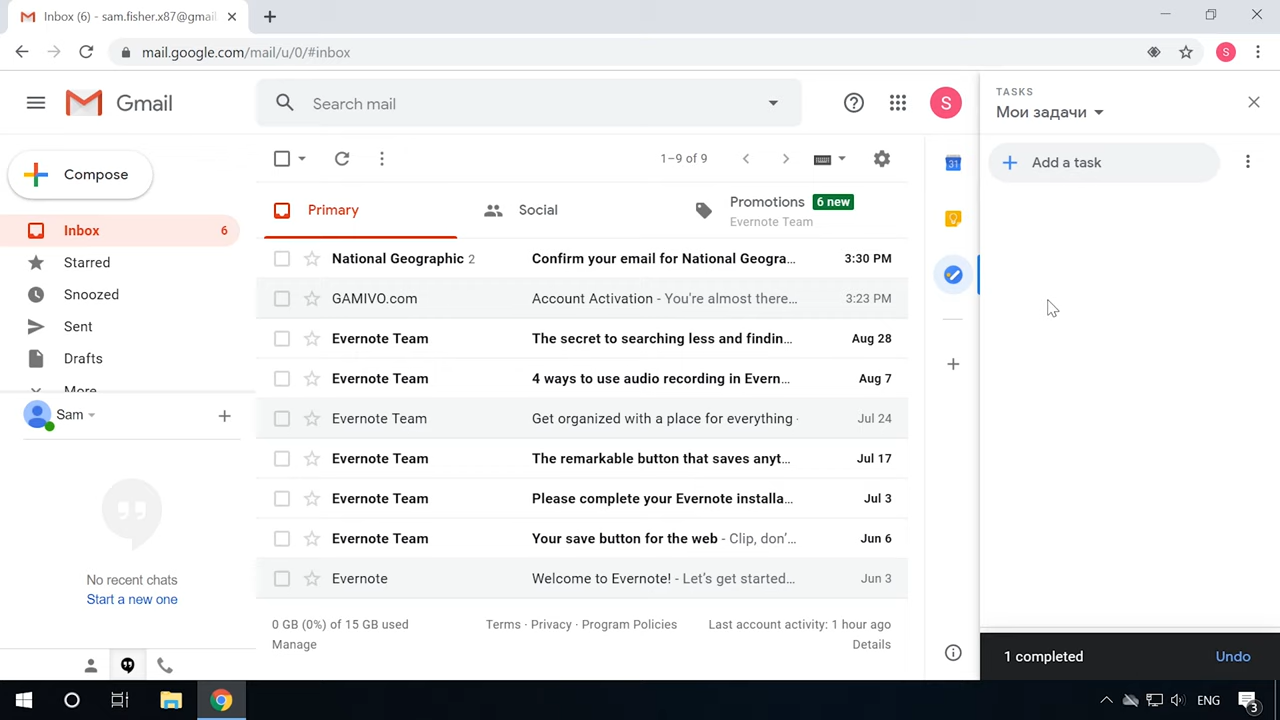 Inbox (6) - sam.fisher.x87@gmai
mail.google.com/mail/u/0/#inbox
S
Gmail
Search mail
S
TASKS
Мои задачи
Compose
1–9 of 9
31
Add a task
Primary
Social
Promotions 6 new
Evernote Team
Inbox 6
Starred
Snoozed
Sent
Drafts
More
National Geographic 2 Confirm your email for National Geogra... 3:30 PM
GAMIVO.com Account Activation - You're almost there... 3:23 PM
Evernote Team The secret to searching less and findin... Aug 28
Evernote Team 4 ways to use audio recording in Evern... Aug 7
Evernote Team Get organized with a place for everything - Jul 24
Evernote Team The remarkable button that saves anyt... Jul 17
Evernote Team Please complete your Evernote installa... Jul 3
Evernote Team Your save button for the web - Clip, don'... Jun 6
Evernote Welcome to Evernote! - Let's get started... Jun 3
Sam
No recent chats
Start a new one
0 GB (0%) of 15 GB used
Manage
Terms · Privacy · Program Policies
Last account activity: 1 hour ago
Details
1 completed Undo
ENG
3